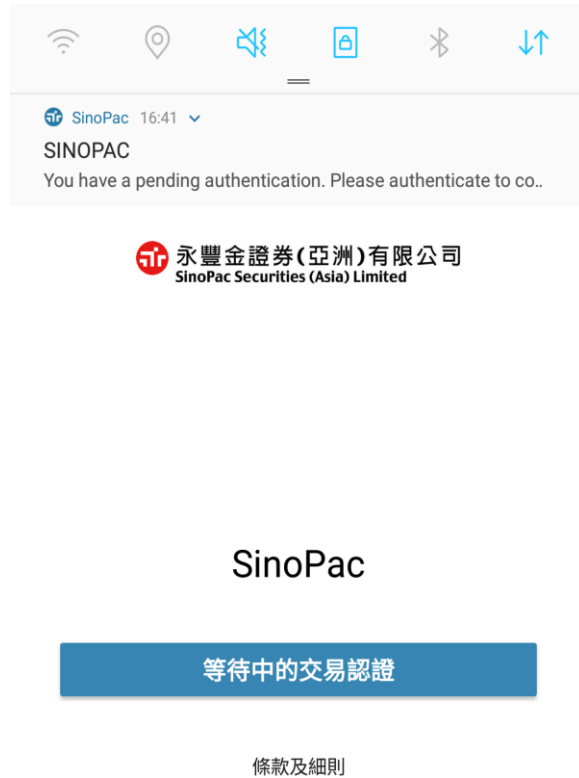 SinoPac 16:41
SINOPAC
You have a pending authentication. Please authenticate to co..
永豐金證券(亞洲)有限公司
SinoPac Securities (Asia) Limited
SinoPac
等待中的交易認證
條款及細則